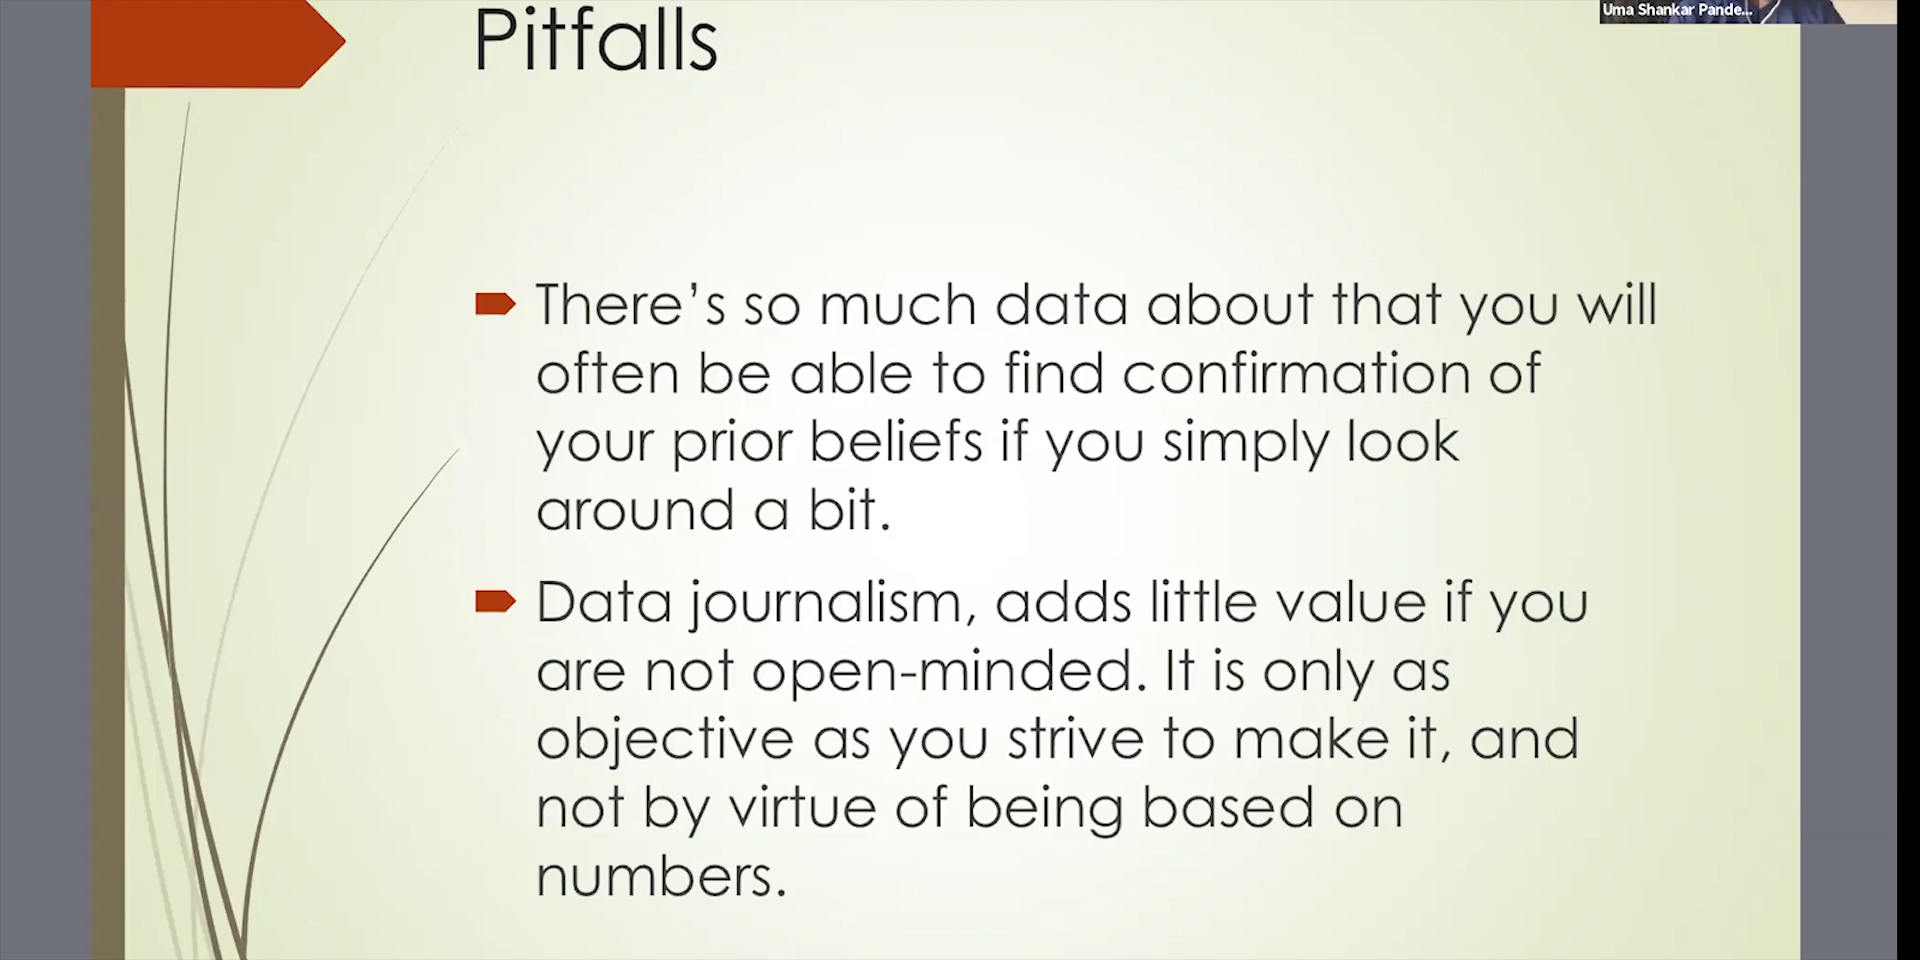 Uma Shankar Pande...
Pitfalls
There’s so much data about that you will
often be able to find confirmation of
your prior beliefs if you simply look
around a bit.
Data journalism, adds little value if you
are not open-minded. It is only as
objective as you strive to make it, and
not by virtue of being based on
numbers.